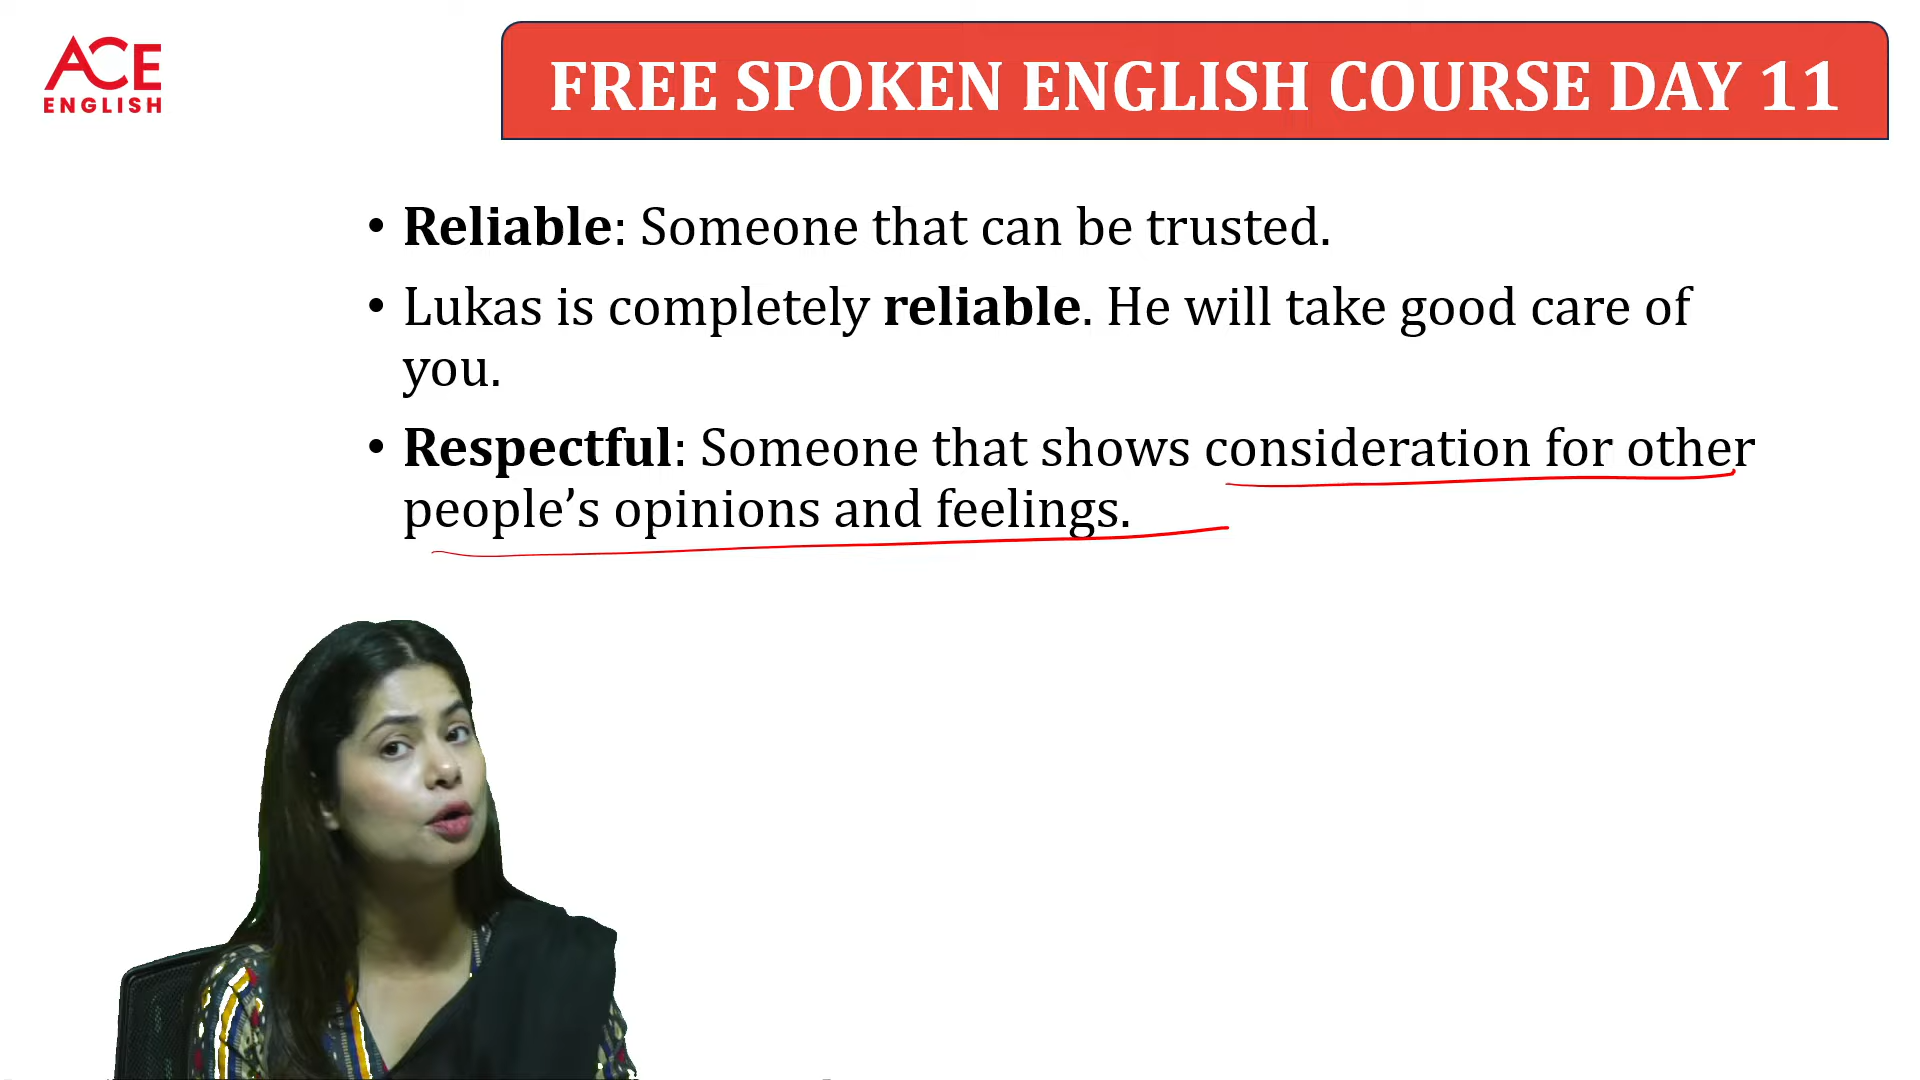 ACE
ENGLISH
FREE SPOKEN ENGLISH COURSE DAY 11
• Reliable: Someone that can be trusted.
• Lukas is completely reliable. He will take good care of
you.
• Respectful: Someone that shows consideration for other
people’s opinions and feelings.